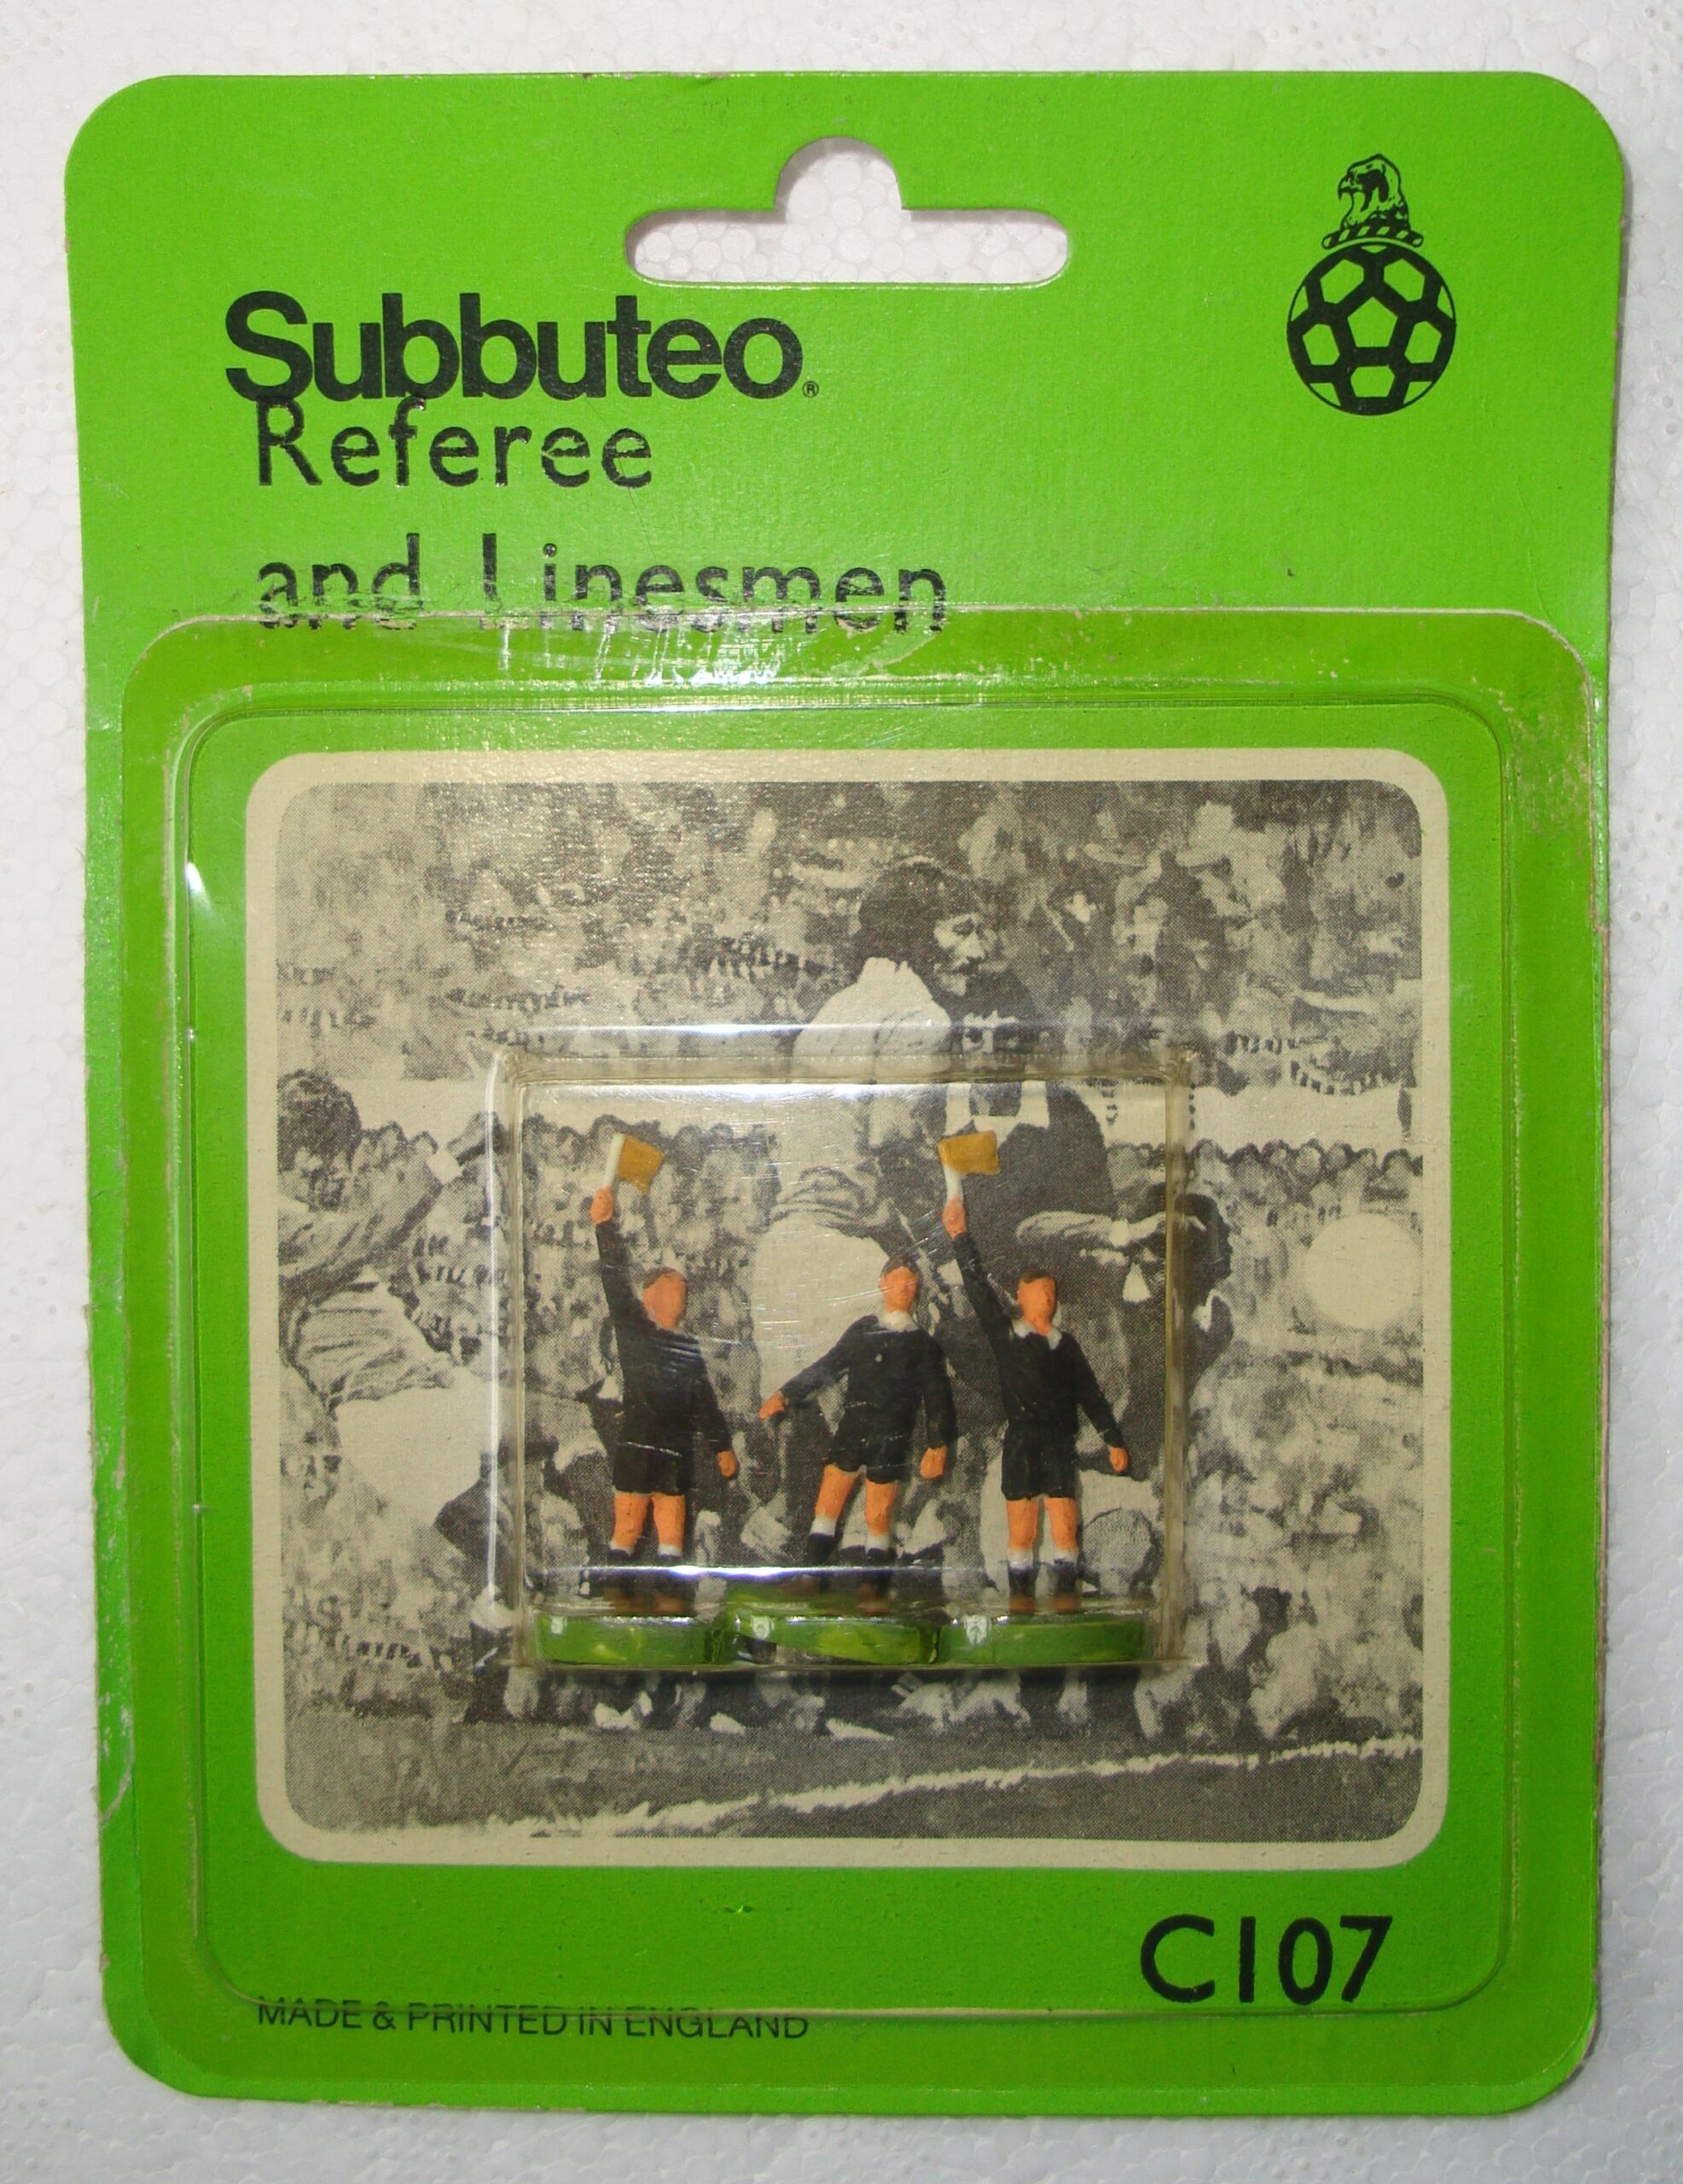 Subbuteo®
Referee
and Linesmen
C107
MADE & PRINTED IN ENGLAND